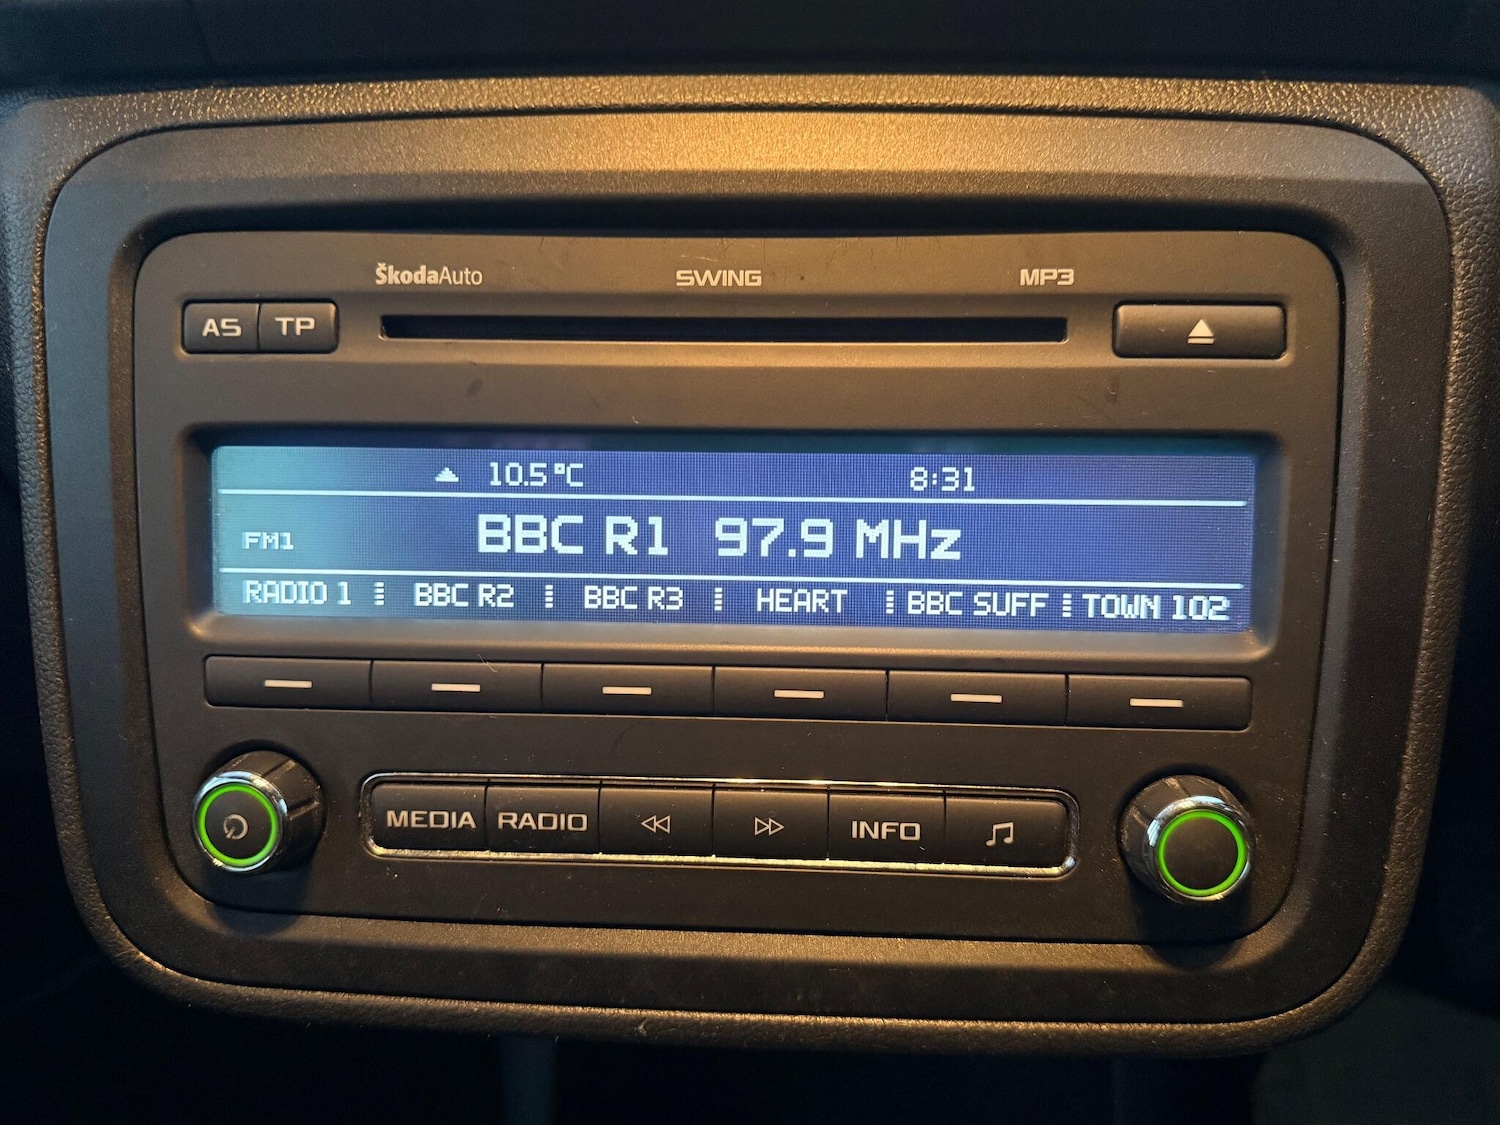 ŠkodaAuto SWING MP3
AS TP
10.5°C 8:31
FM1 BBC R1 97.9 MHz
RADIO 1 BBC R2 BBC R3 HEART BBC SUFF TOWN 102
MEDIA RADIO INFO